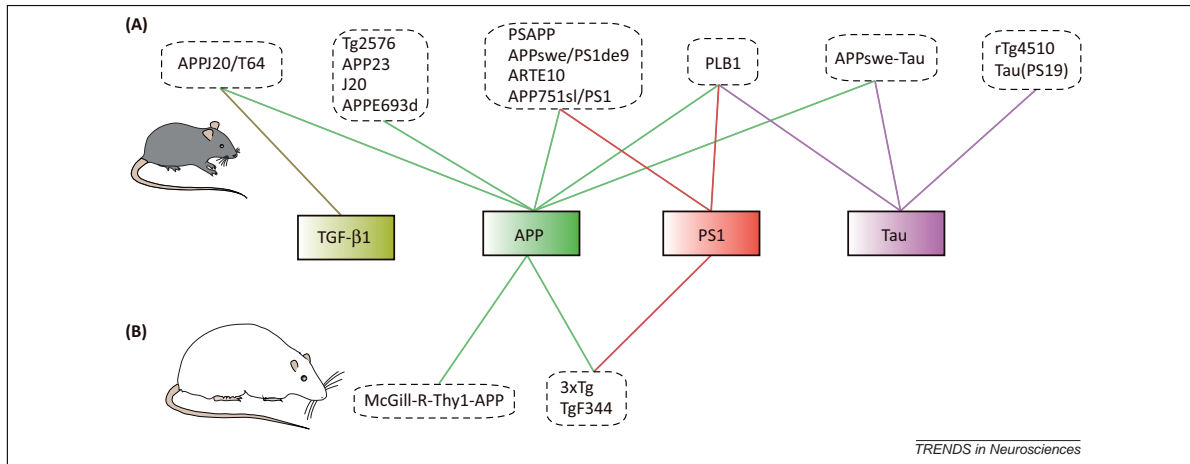 (A)
APPJ20/T64
Tg2576
APP23
J20
APPE693d
PSAPP
APPswe/PS1de9
ARTE10
APP751sl/PS1
PLB1
APPswe-Tau
rTg4510
Tau(PS19)
TGF-β1
APP
PS1
Tau
(B)
McGill-R-Thy1-APP
3xTg
TgF344
TRENDS in Neurosciences